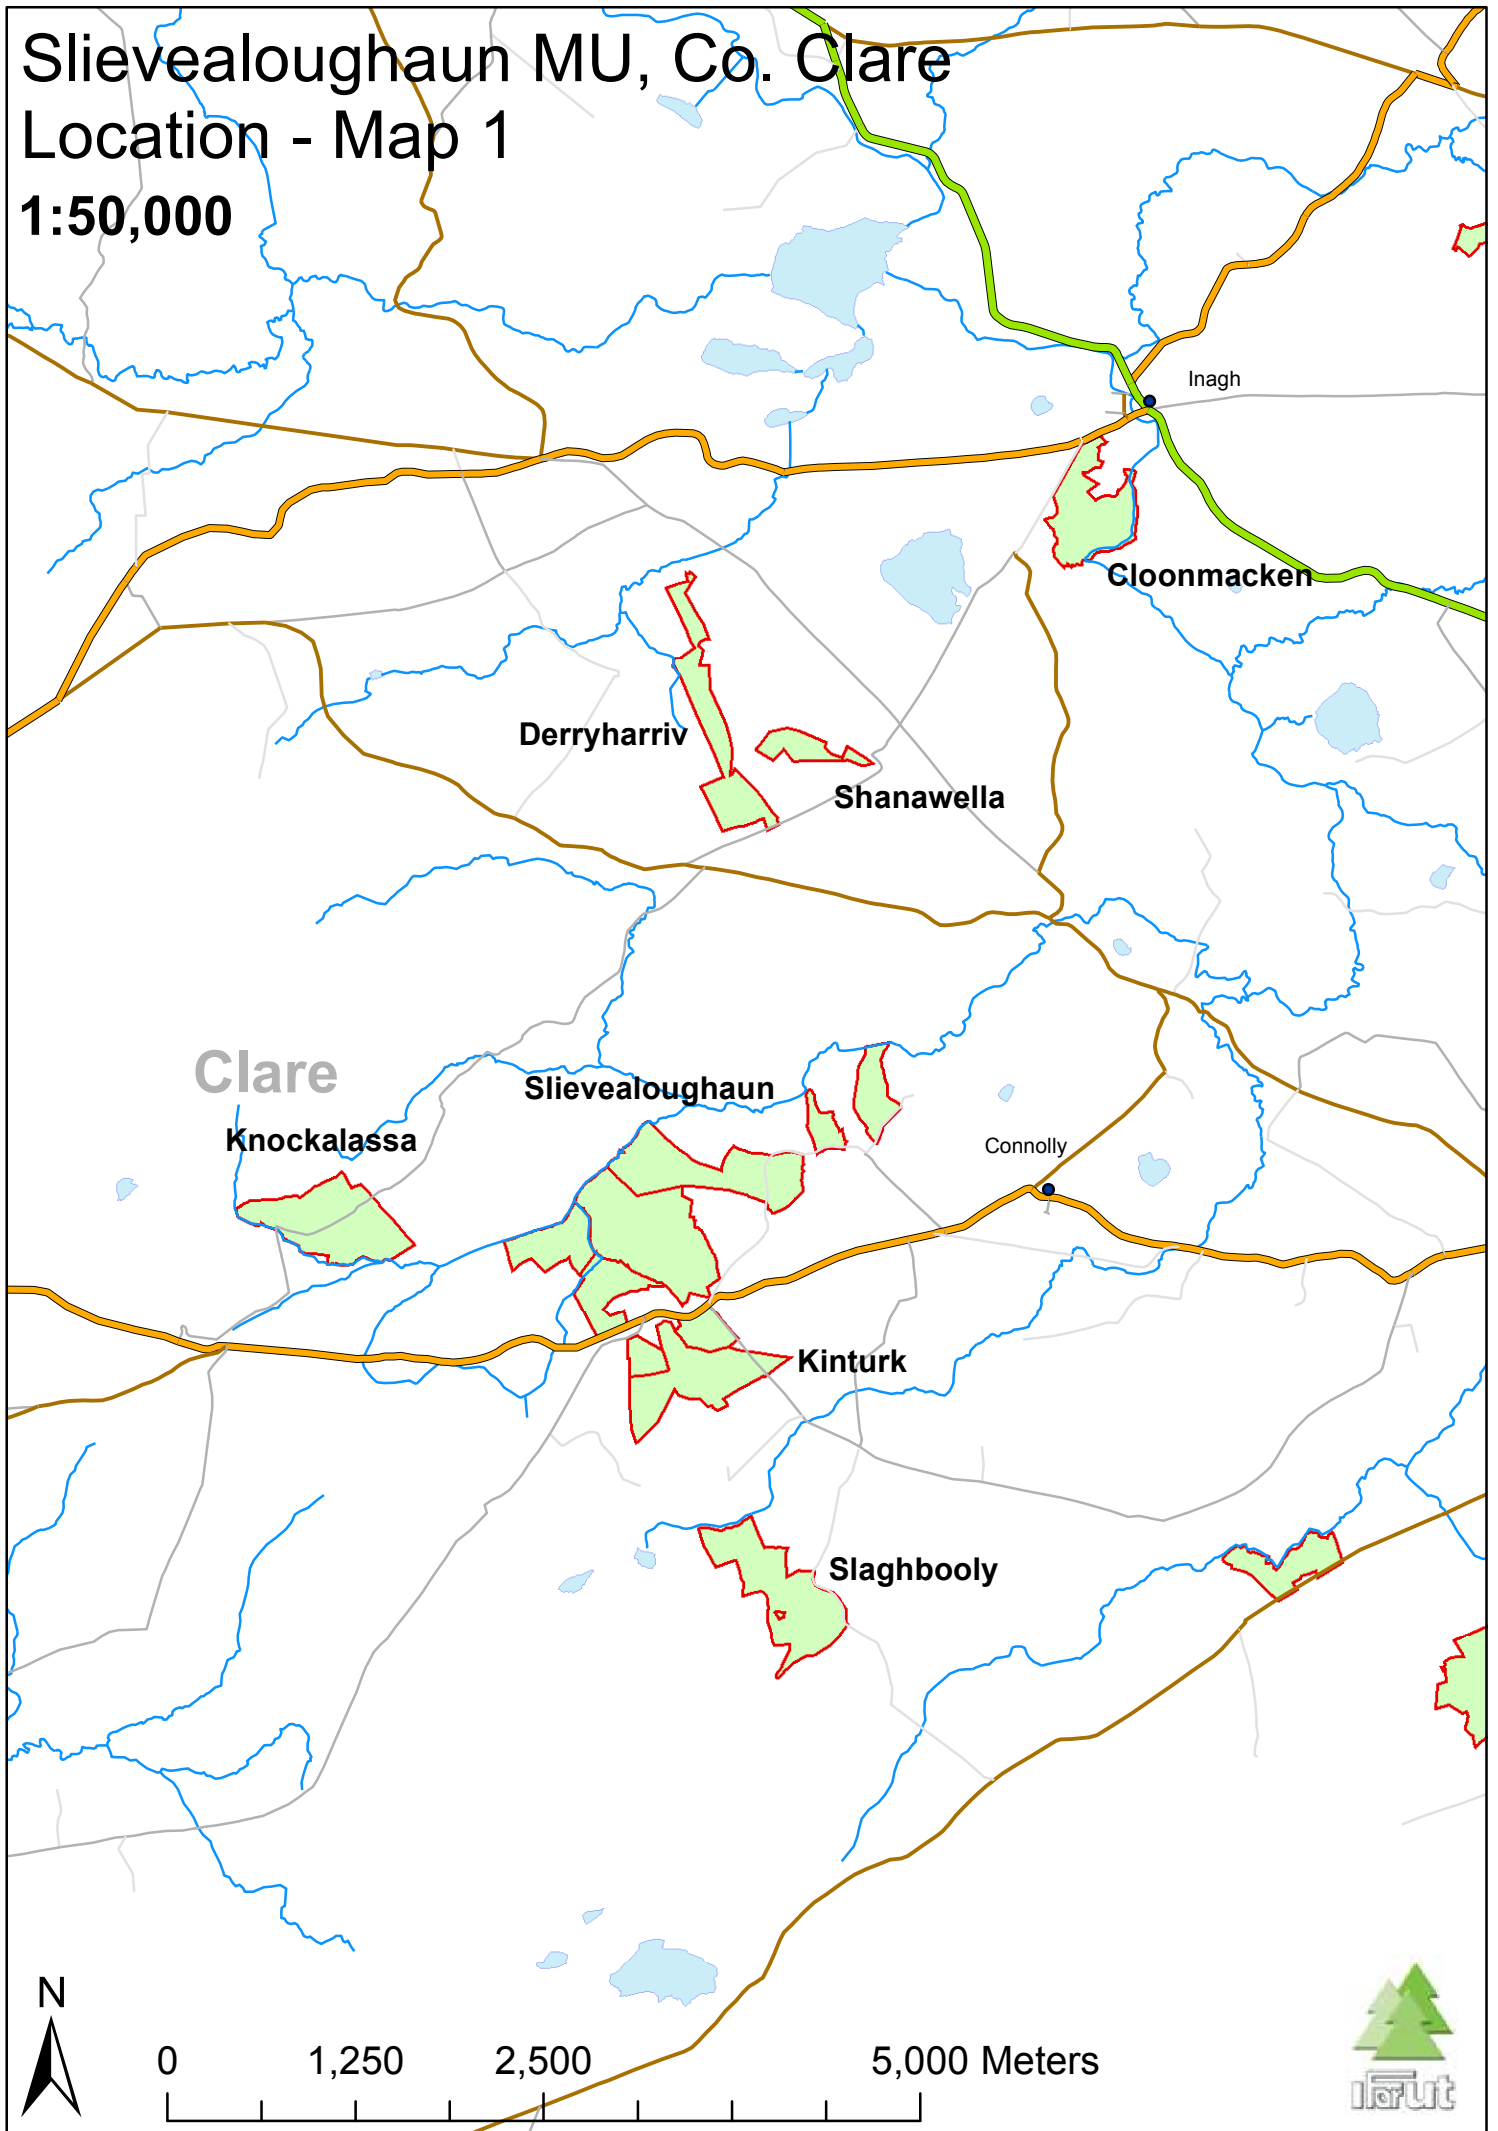 Slievealoughaun MU, Co. Clare
Location - Map 1
1:50,000
Inagh
Cloonmacken
Derryharriv
Shanawella
Clare
Slievealoughaun
Knockalassa
Connolly
Kinturk
Slaghbooly
N
0 1,250 2,500 5,000 Meters